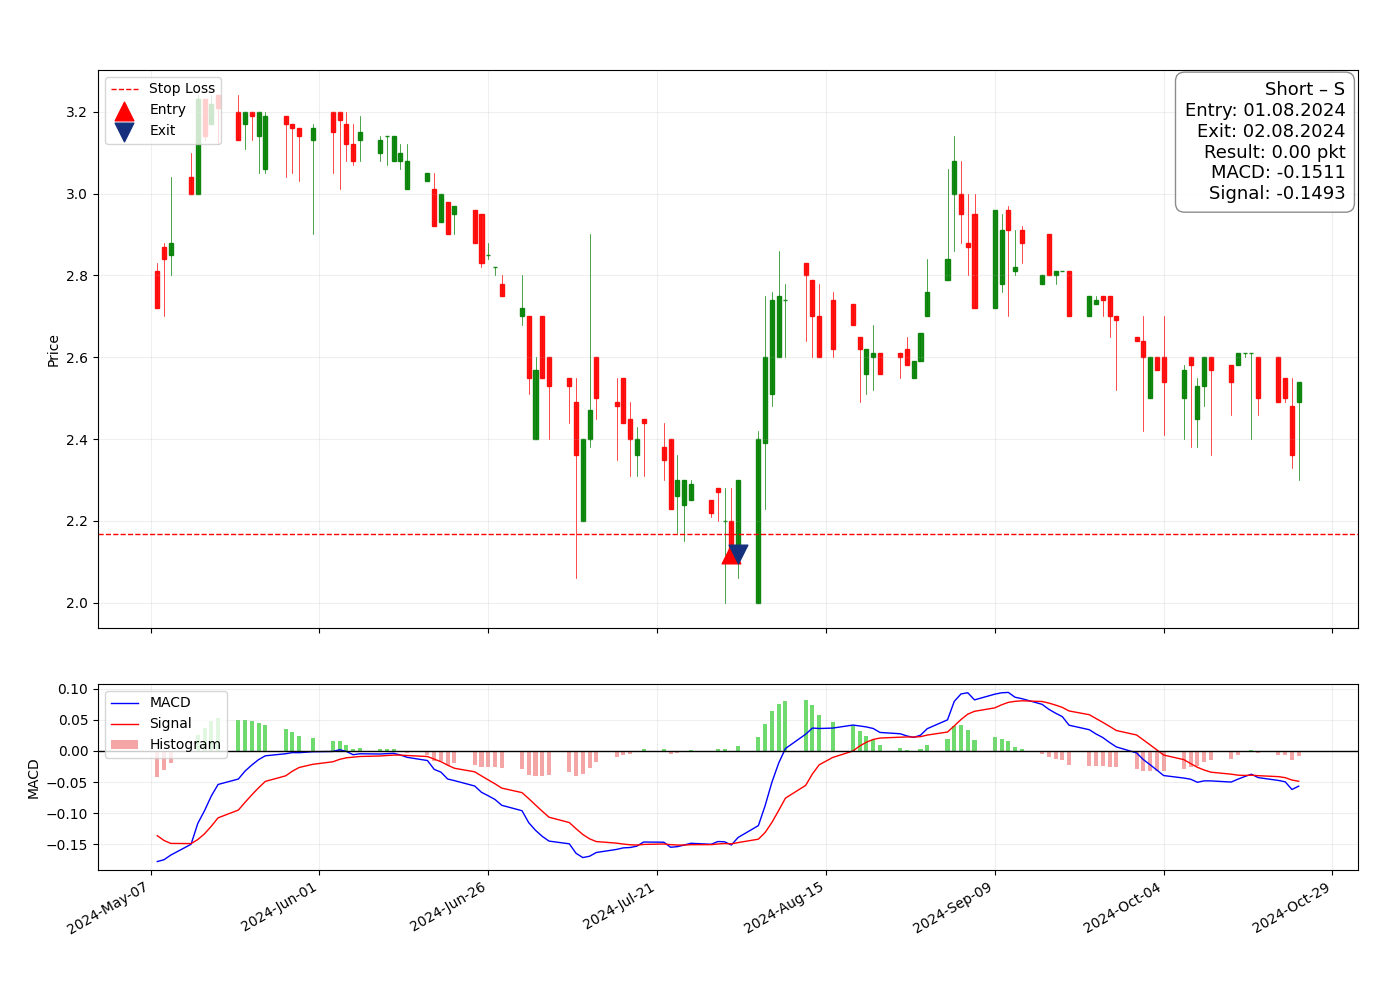 Stop Loss
Entry
Exit
Short – S
Entry: 01.08.2024
Exit: 02.08.2024
Result: 0.00 pkt
MACD: -0.1511
Signal: -0.1493
Price
3.2
3.0
2.8
2.6
2.4
2.2
2.0
MACD
Signal
Histogram
MACD
0.10
0.05
0.00
−0.05
−0.10
−0.15
2024-May-07
2024-Jun-01
2024-Jun-26
2024-Jul-21
2024-Aug-15
2024-Sep-09
2024-Oct-04
2024-Oct-29